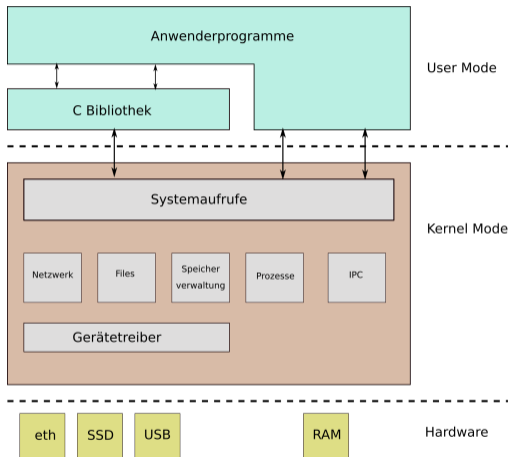 Anwenderprogramme
User Mode
C Bibliothek
Systemaufrufe
Kernel Mode
Netzwerk
Files
Speicher
verwaltung
Prozesse
IPC
Gerätetreiber
eth
SSD
USB
RAM
Hardware